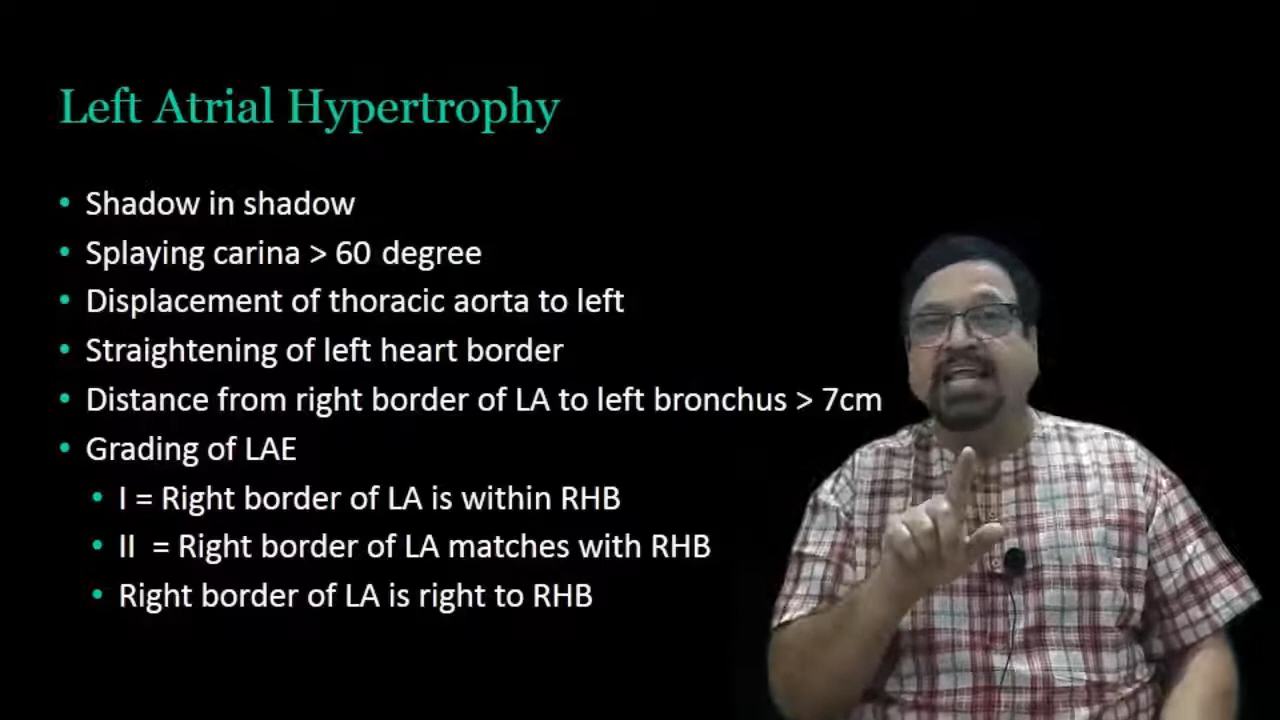 Left Atrial Hypertrophy
• Shadow in shadow
• Splaying carina > 60 degree
• Displacement of thoracic aorta to left
• Straightening of left heart border
• Distance from right border of LA to left bronchus > 7cm
• Grading of LAE
• I = Right border of LA is within RHB
• II = Right border of LA matches with RHB
• Right border of LA is right to RHB